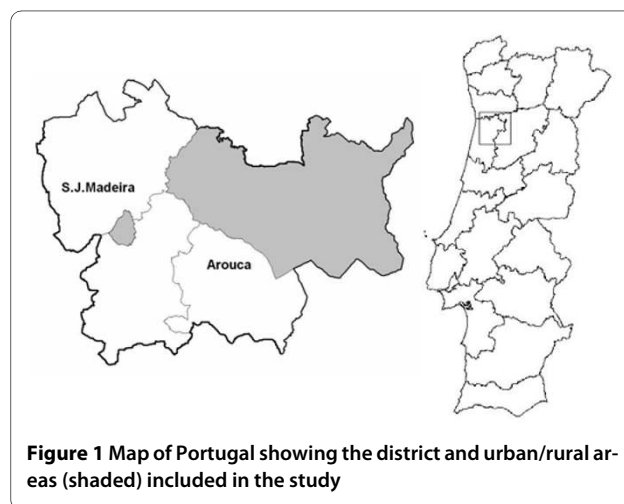 S.J.Madeira
Arouca
Figure 1 Map of Portugal showing the district and urban/rural ar-
eas (shaded) included in the study